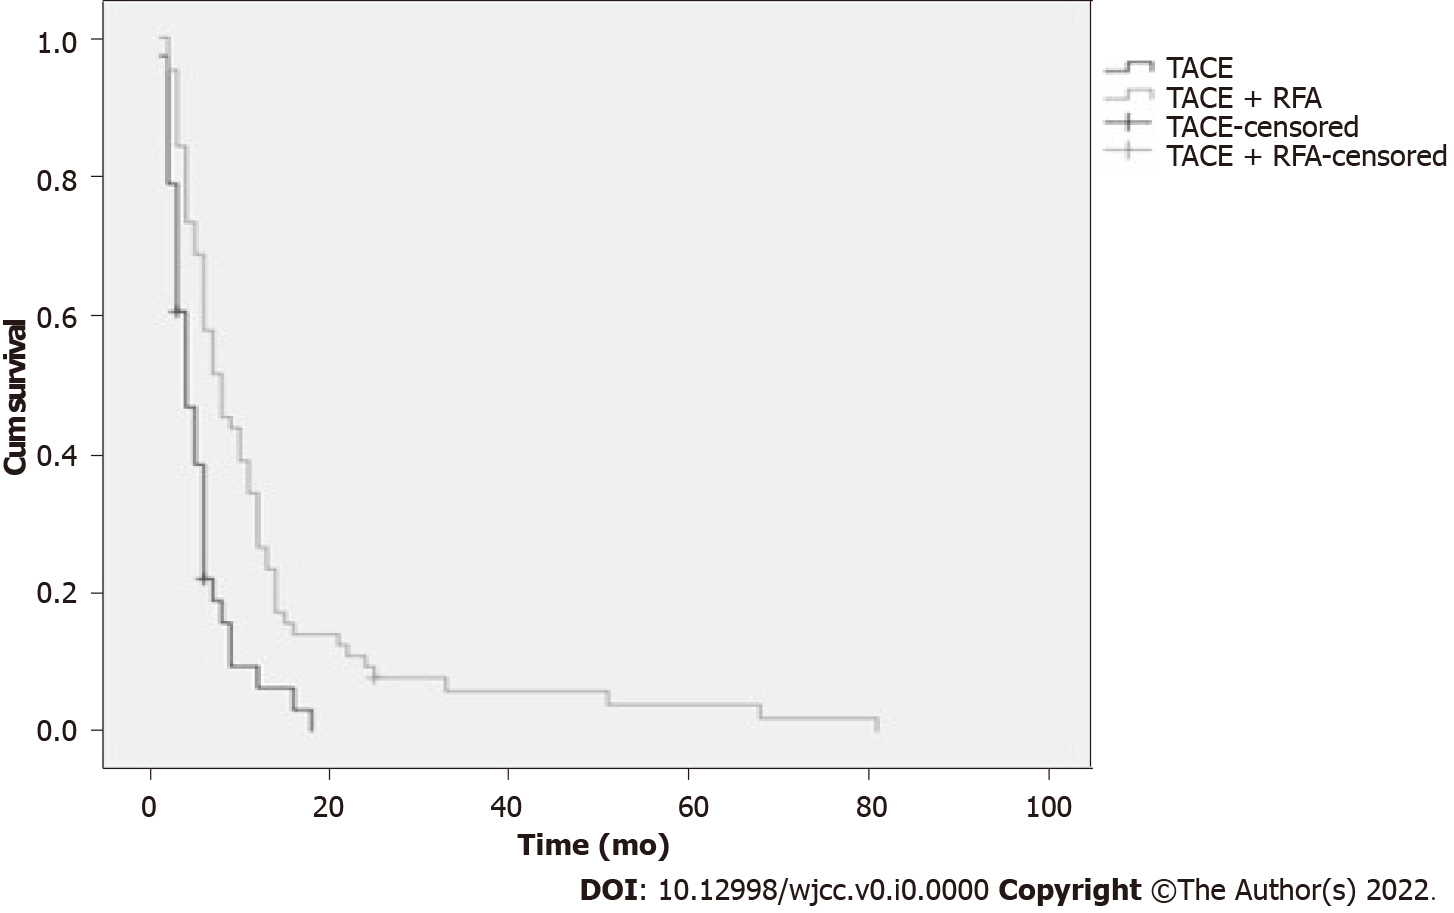 1.0
0.8
0.6
0.4
0.2
0.0
Cum survival
0 20 40 60 80 100
Time (mo)
TACE
TACE + RFA
TACE-censored
TACE + RFA-censored
DOI: 10.12998/wjcc.v0.i0.0000 Copyright ©The Author(s) 2022.